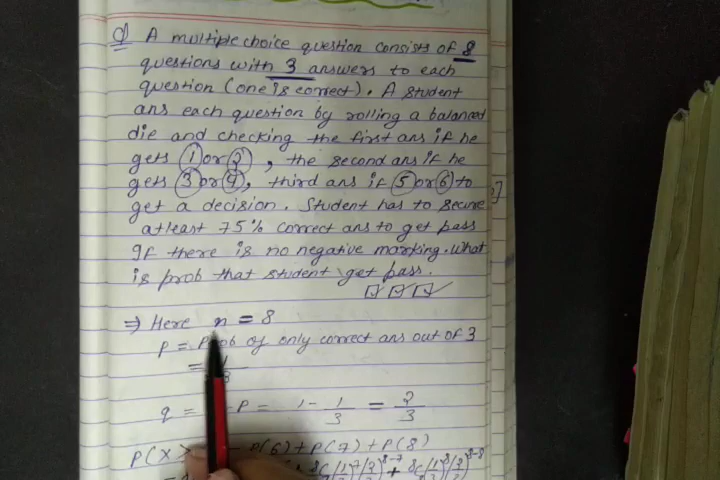 Q) A multiple choice question consists of 8
questions with 3 answers to each
question (one is correct). A student
ans each question by rolling a balanced
die and checking the first ans if he
gets 1 or 2, the second ans if he
gets 3 or 4, third ans if 5 or 6 to
get a decision. Student has to secure
atleast 75% correct ans to get pass
If there is no negative marking. What
is prob that student get pass.
⇒ Here n = 8
P = Prob of only correct ans out of 3
=
q = P = 1 - 1/3 = 2/3
P(X P(6) + P(7) + P(8)